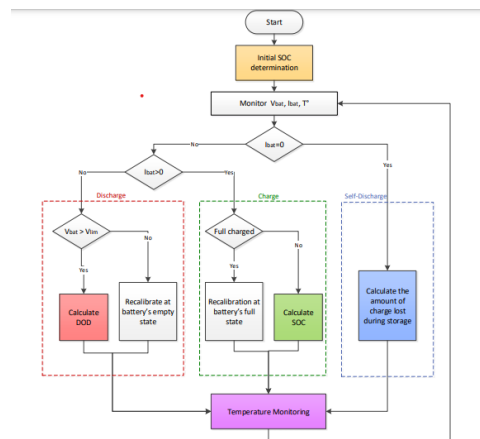 Start
Initial SOC
determination
Monitor Vbat, Ibat, T°
Ibat=0
No
Yes
Ibat>0
No
Yes
Discharge
Charge
Self-Discharge
Vbat > Vlim
No
Yes
Full charged
No
Yes
Calculate
DOD
Recalibrate at
battery's empty
state
Recalibration at
battery's full
state
Calculate
SOC
Calculate the
amount of
charge lost
during storage
Temperature Monitoring